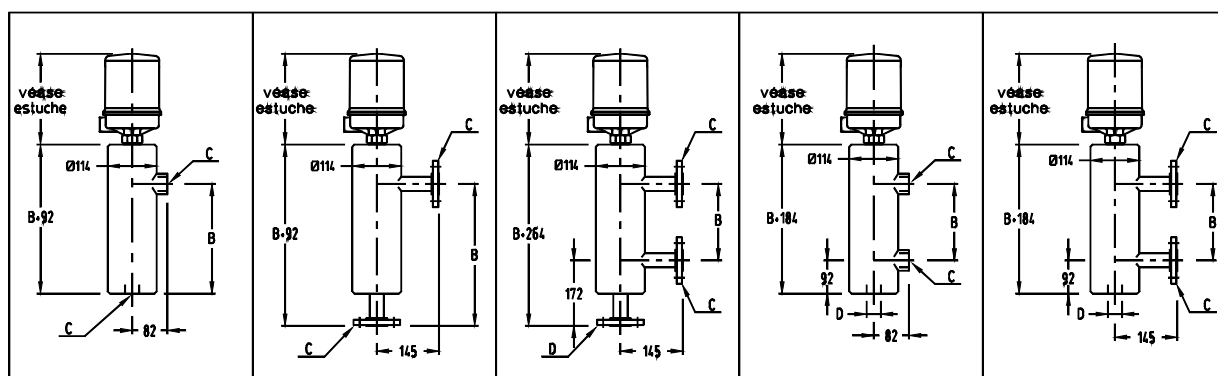 véase
estuche
Ø114
C
B+92
B
C
82
véase
estuche
C
Ø114
B+92
B
C
145
véase
estuche
C
Ø114
B+264
B
172
C
D
145
véase
estuche
Ø114
C
B+184
B
92
C
D
82
véase
estuche
C
Ø114
B+184
B
92
C
D
145